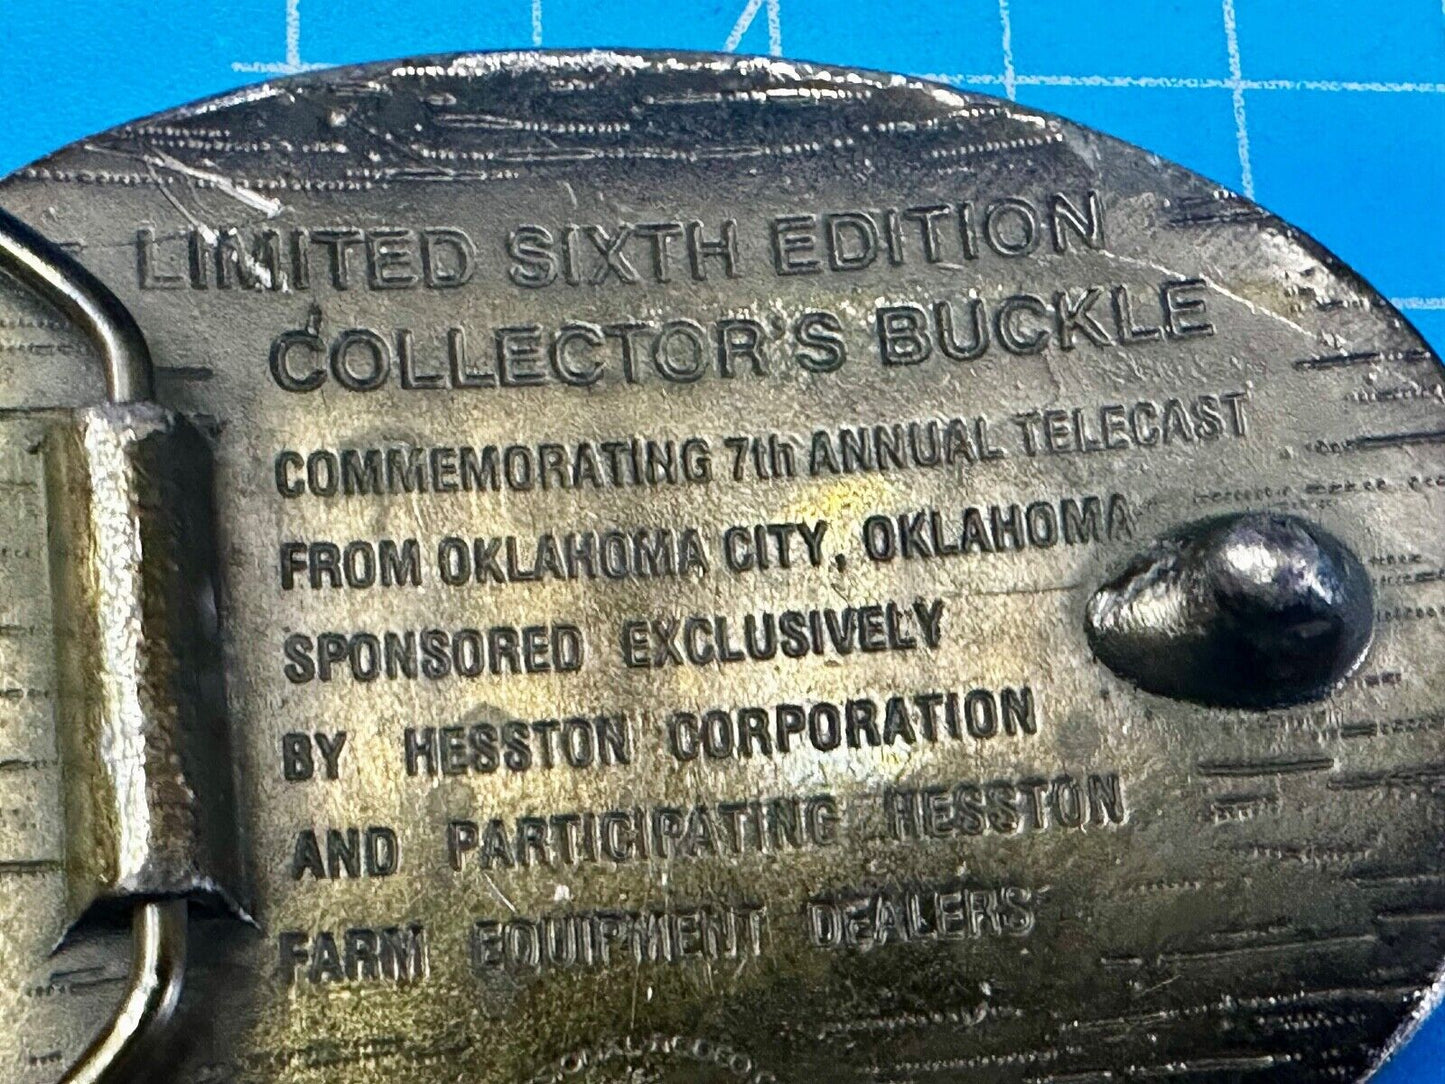 LIMITED SIXTH EDITION
COLLECTOR'S BUCKLE
COMMEMORATING 7th ANNUAL TELECAST
FROM OKLAHOMA CITY, OKLAHOMA
SPONSORED EXCLUSIVELY
BY HESSTON CORPORATION
AND PARTICIPATING HESSTON
FARM EQUIPMENT DEALERS